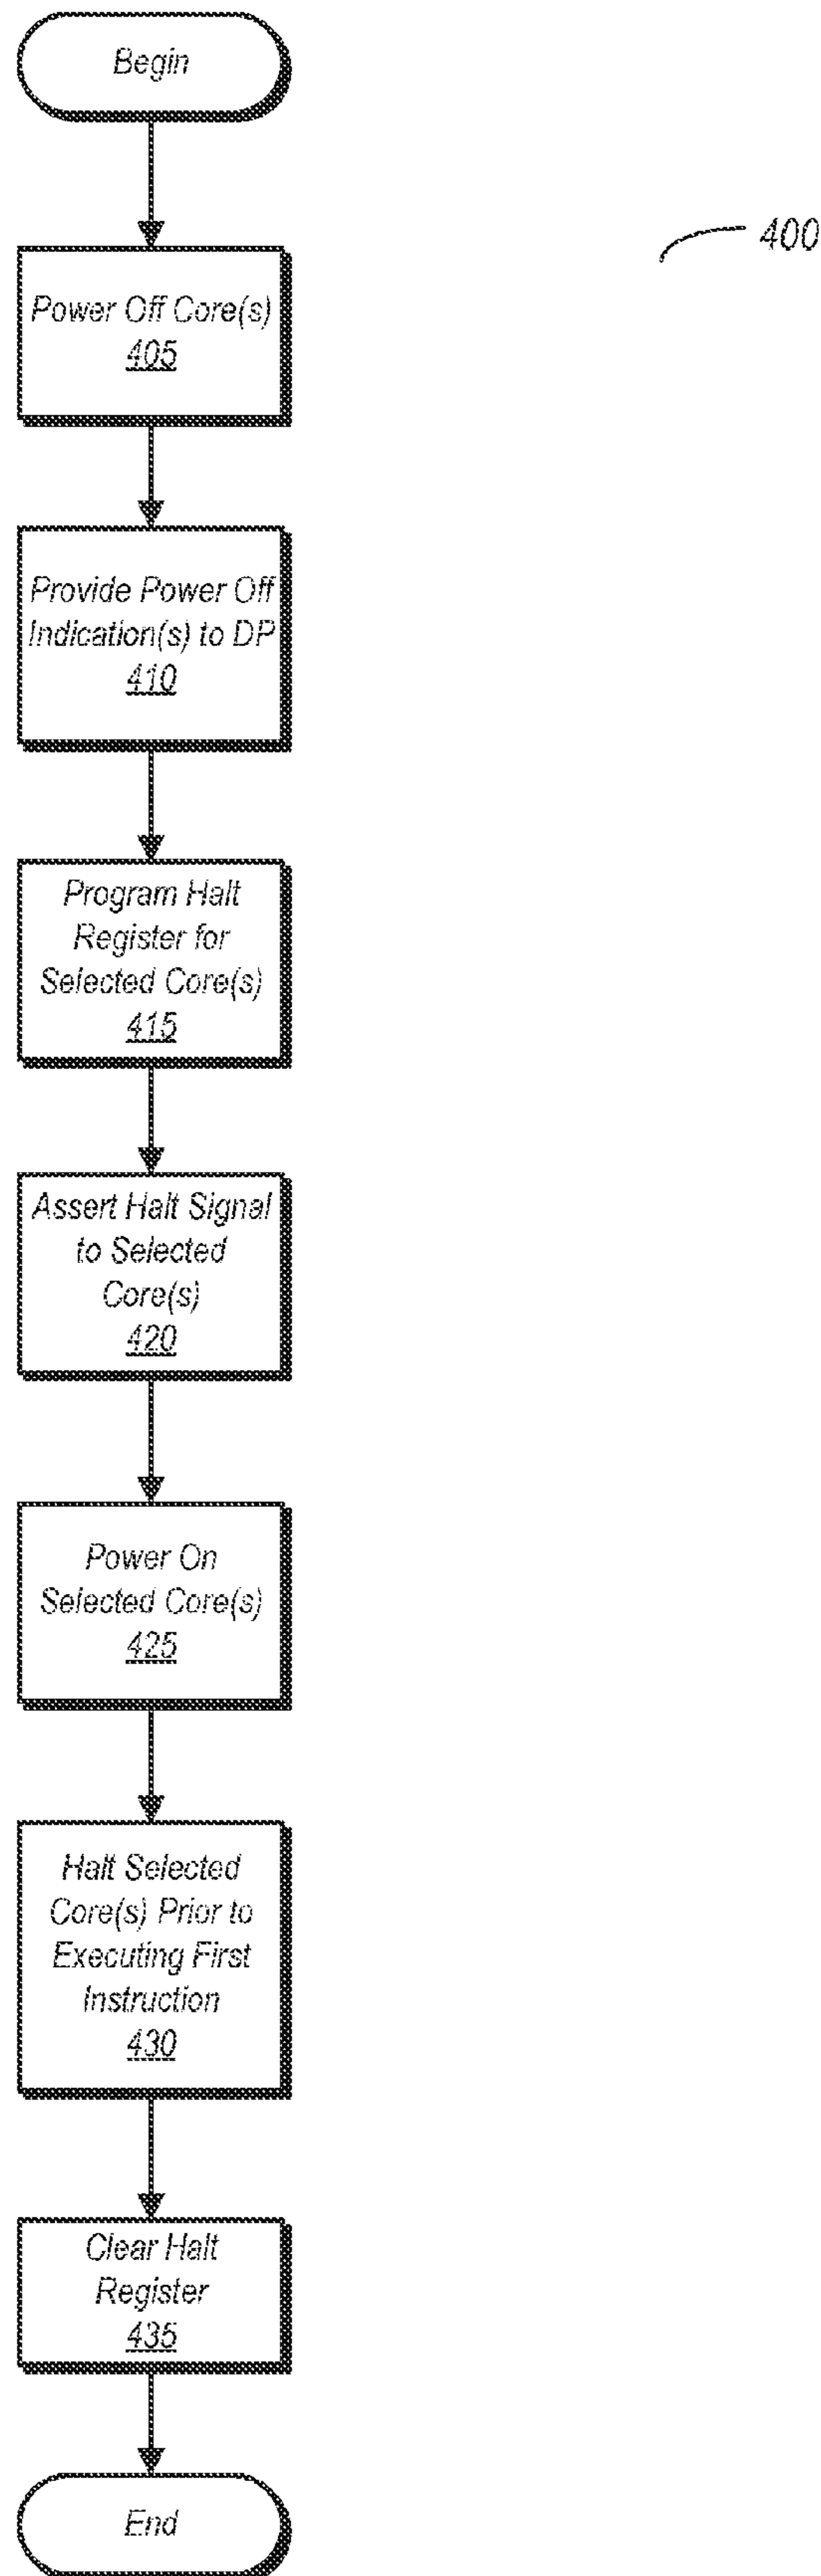 Begin
400
Power Off Core(s)
405
Provide Power Off
Indication(s) to DP
410
Program Halt
Register for
Selected Core(s)
415
Assert Halt Signal
to Selected
Core(s)
420
Power On
Selected Core(s)
425
Halt Selected
Core(s) Prior to
Executing First
Instruction
430
Clear Halt
Register
435
End